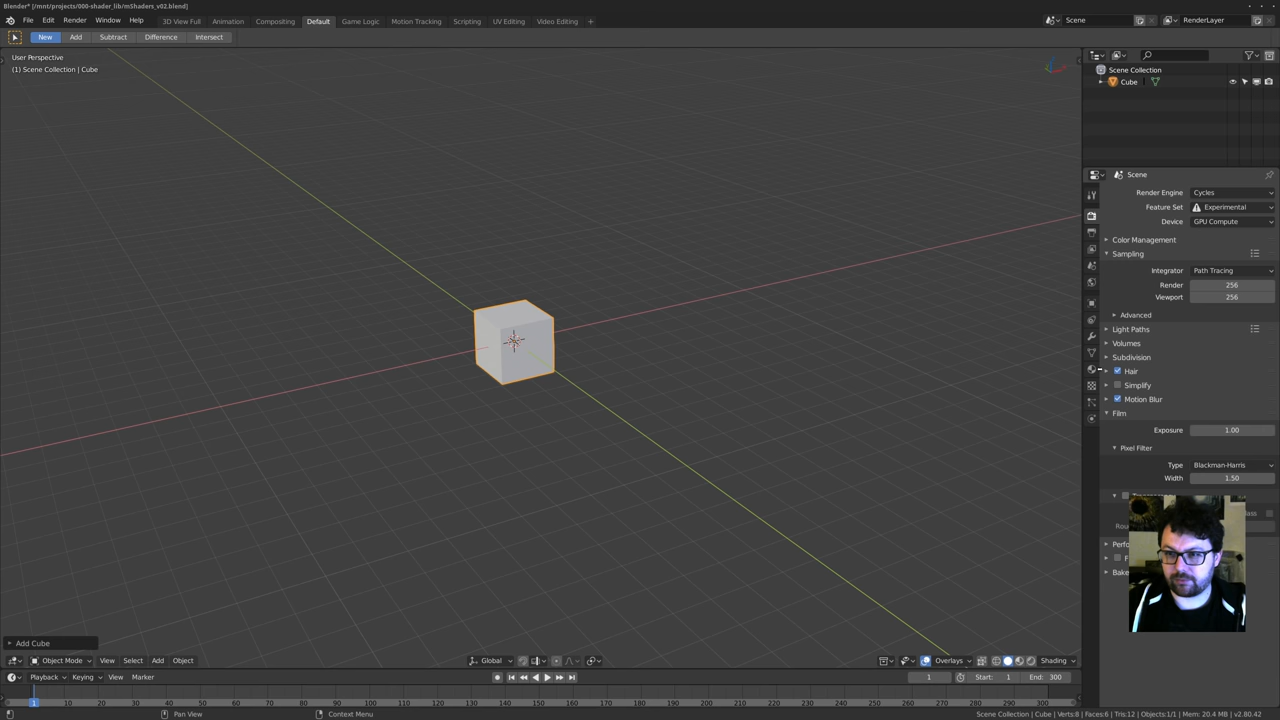 Blender* [/mnt/projects/000-shader_lib/mShaders_v02.blend]
File Edit Render Window Help
3D View Full Animation Compositing Default Game Logic Motion Tracking Scripting UV Editing Video Editing +
Scene
RenderLayer
New Add Subtract Difference Intersect
User Perspective
(1) Scene Collection | Cube
Scene Collection
Cube
Scene
Render Engine Cycles
Feature Set Experimental
Device GPU Compute
Color Management
Sampling
Integrator Path Tracing
Render 256
Viewport 256
Advanced
Light Paths
Volumes
Subdivision
Hair
Simplify
Motion Blur
Film
Exposure 1.00
Pixel Filter
Type Blackman-Harris
Width 1.50
Add Cube
Object Mode View Select Add Object
Global
Overlays
Shading
Playback Keying View Marker
1
Start: 1
End: 300
1 10 20 30 40 50 60 70 80 90 100 110 120 130 140 150 160 170 180 190 200 210 220 230 240 250 260 270 280 290 300
Pan View
Context Menu
Scene Collection | Cube | Verts:8 | Faces:6 | Tris:12 | Objects:1/1 | Mem: 20.4 MB | v2.80.42